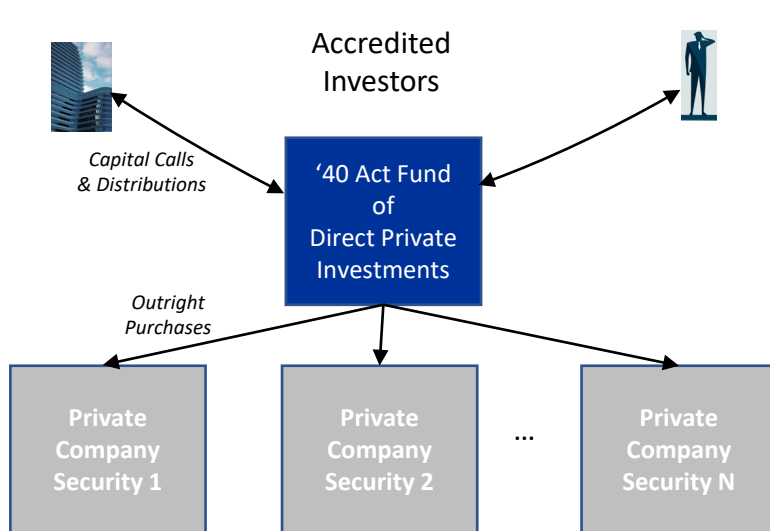 Accredited
Investors
Capital Calls
& Distributions
‘40 Act Fund
of
Direct Private
Investments
Outright
Purchases
Private
Company
Security 1
Private
Company
Security 2
...
Private
Company
Security N